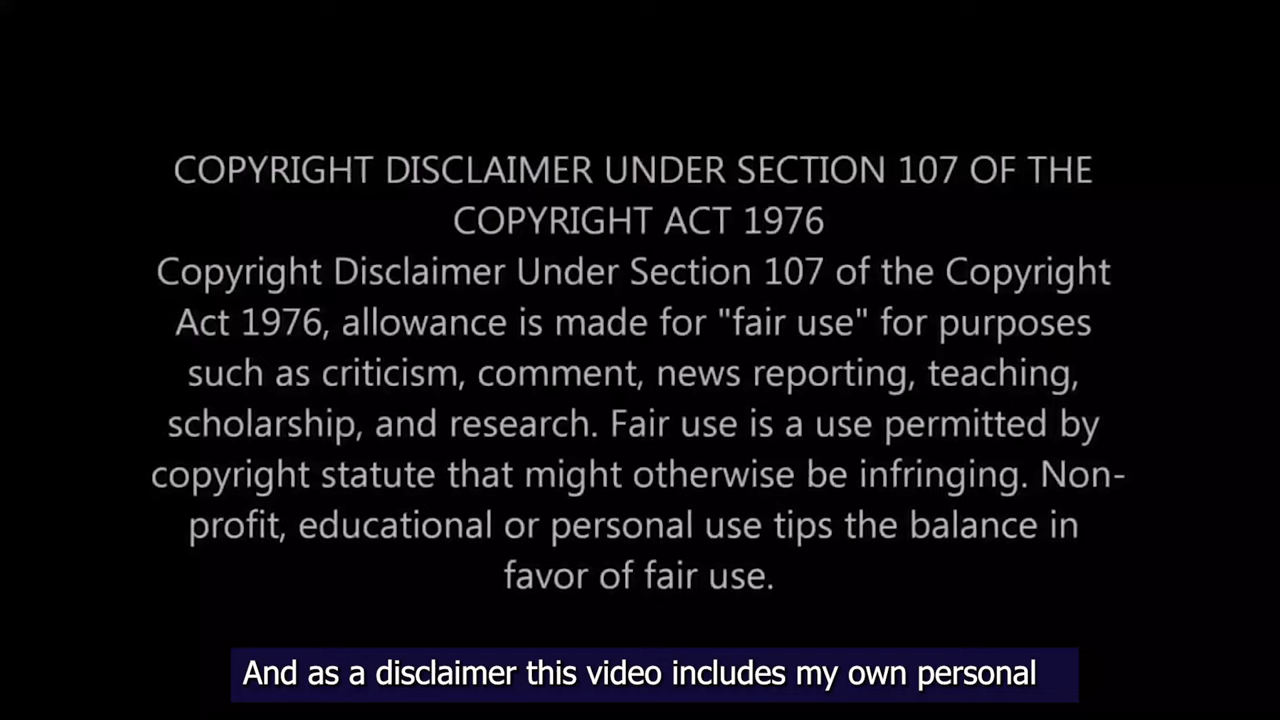 COPYRIGHT DISCLAIMER UNDER SECTION 107 OF THE
COPYRIGHT ACT 1976
Copyright Disclaimer Under Section 107 of the Copyright
Act 1976, allowance is made for "fair use" for purposes
such as criticism, comment, news reporting, teaching,
scholarship, and research. Fair use is a use permitted by
copyright statute that might otherwise be infringing. Non-
profit, educational or personal use tips the balance in
favor of fair use.
And as a disclaimer this video includes my own personal